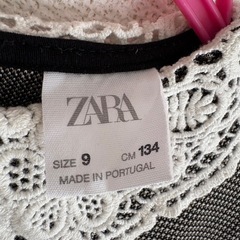 ZARA
SIZE 9 CM 134
MADE IN PORTUGAL